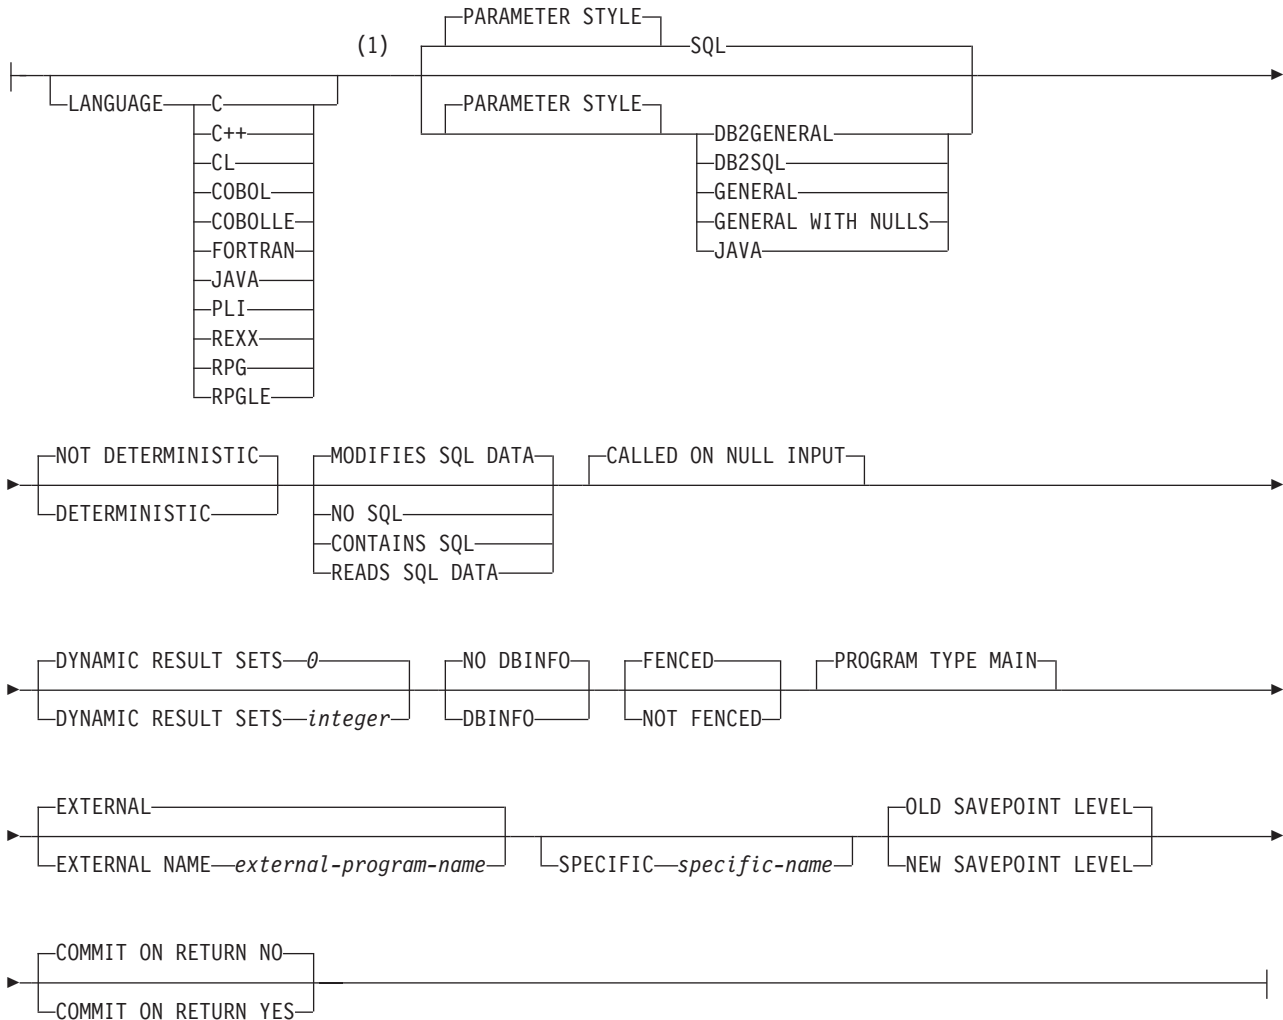 PARAMETER STYLE
(1) SQL
LANGUAGE C PARAMETER STYLE
C++ DB2GENERAL
CL DB2SQL
COBOL GENERAL
COBOLLE GENERAL WITH NULLS
FORTRAN JAVA
JAVA
PLI
REXX
RPG
RPGLE
NOT DETERMINISTIC MODIFIES SQL DATA CALLED ON NULL INPUT
DETERMINISTIC NO SQL
CONTAINS SQL
READS SQL DATA
DYNAMIC RESULT SETS 0 NO DBINFO FENCED PROGRAM TYPE MAIN
DYNAMIC RESULT SETS integer DBINFO NOT FENCED
EXTERNAL OLD SAVEPOINT LEVEL
EXTERNAL NAME external-program-name SPECIFIC specific-name NEW SAVEPOINT LEVEL
COMMIT ON RETURN NO
COMMIT ON RETURN YES